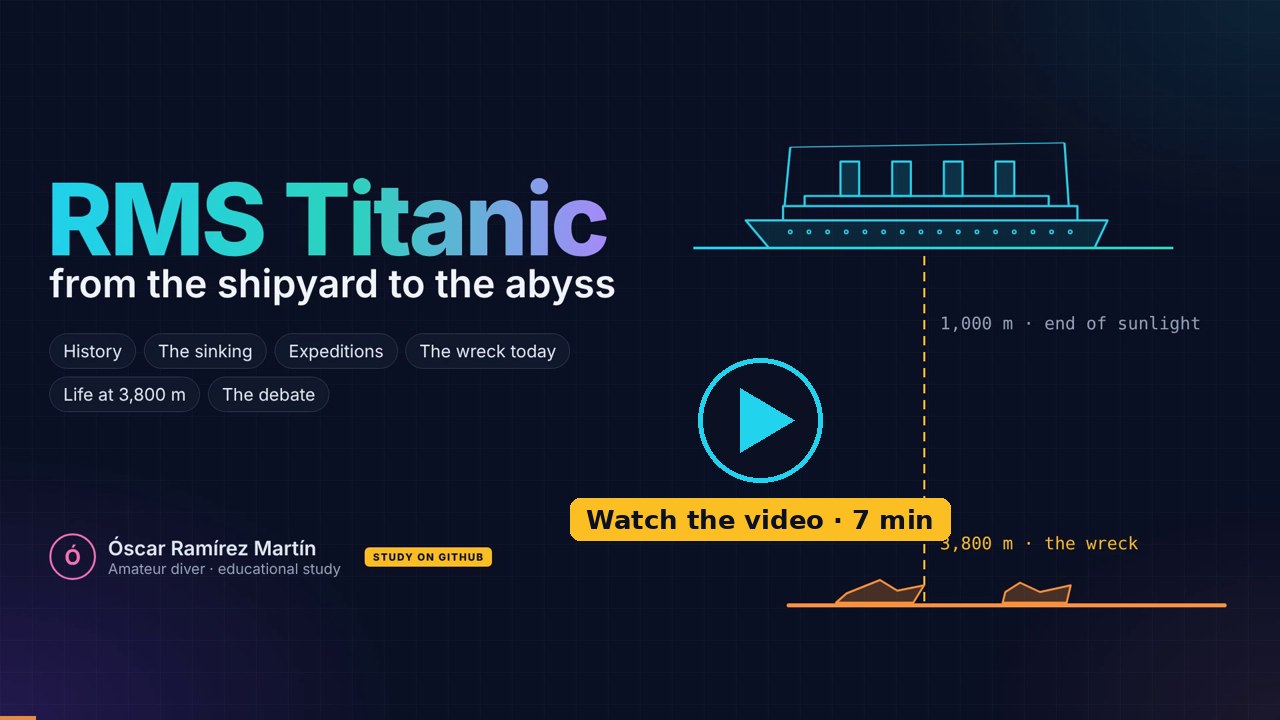 RMS Titanic
from the shipyard to the abyss
History
The sinking
Expeditions
The wreck today
Life at 3,800 m
The debate
Ó
Óscar Ramírez Martín
Amateur diver · educational study
STUDY ON GITHUB
1,000 m · end of sunlight
Watch the video · 7 min
3,800 m · the wreck